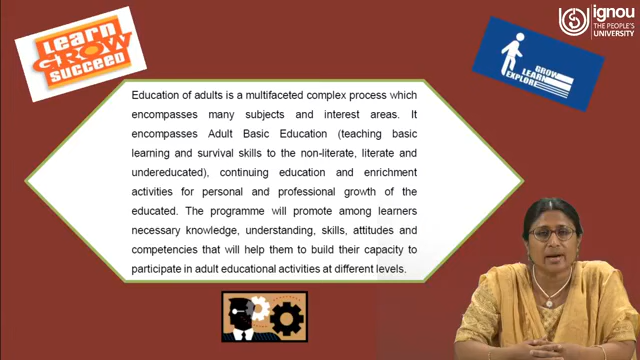 Learn
GROW
SUCCEED
GROW
LEARN
EXPLORE
ignou
THE PEOPLE'S
UNIVERSITY
Education of adults is a multifaceted complex process which
encompasses many subjects and interest areas. It
encompasses Adult Basic Education (teaching basic
learning and survival skills to the non-literate, literate and
undereducated), continuing education and enrichment
activities for personal and professional growth of the
educated. The programme will promote among learners
necessary knowledge, understanding, skills, attitudes and
competencies that will help them to build their capacity to
participate in adult educational activities at different levels.